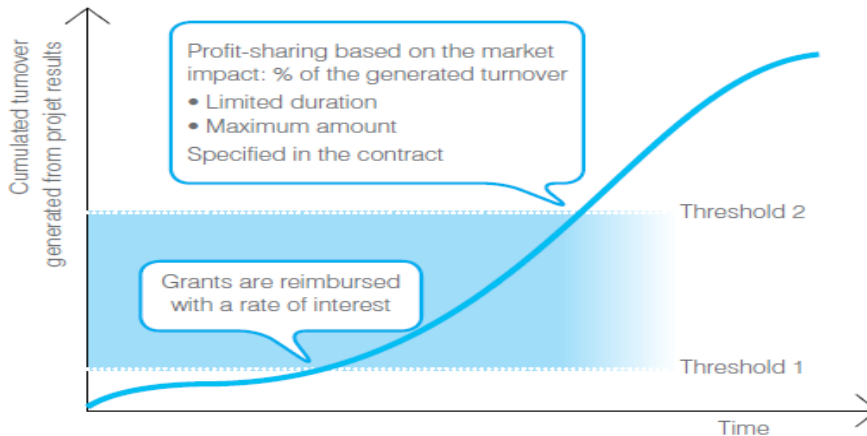 Cumulated turnover
generated from projet results
Profit-sharing based on the market
impact: % of the generated turnover
• Limited duration
• Maximum amount
Specified in the contract
Threshold 2
Grants are reimbursed
with a rate of interest
Threshold 1
Time